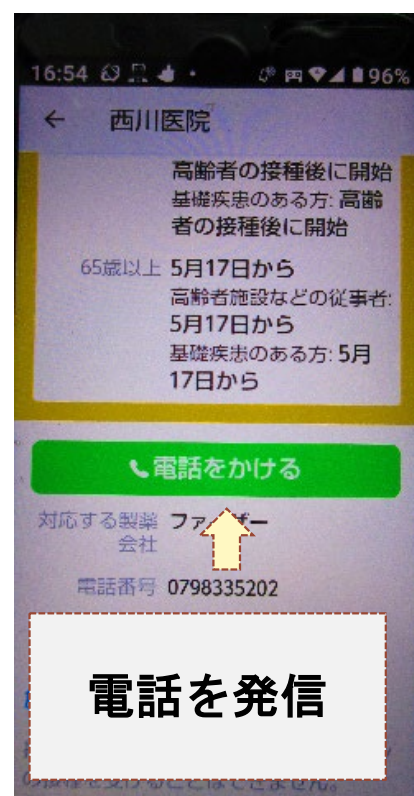 16:54
96%
← 西川医院
高齢者の接種後に開始
基礎疾患のある方: 高齢
者の接種後に開始
65歳以上 5月17日から
高齢者施設などの従事者:
5月17日から
基礎疾患のある方: 5月
17日から
電話をかける
対応する製薬
会社
電話番号 0798335202
電話を発信